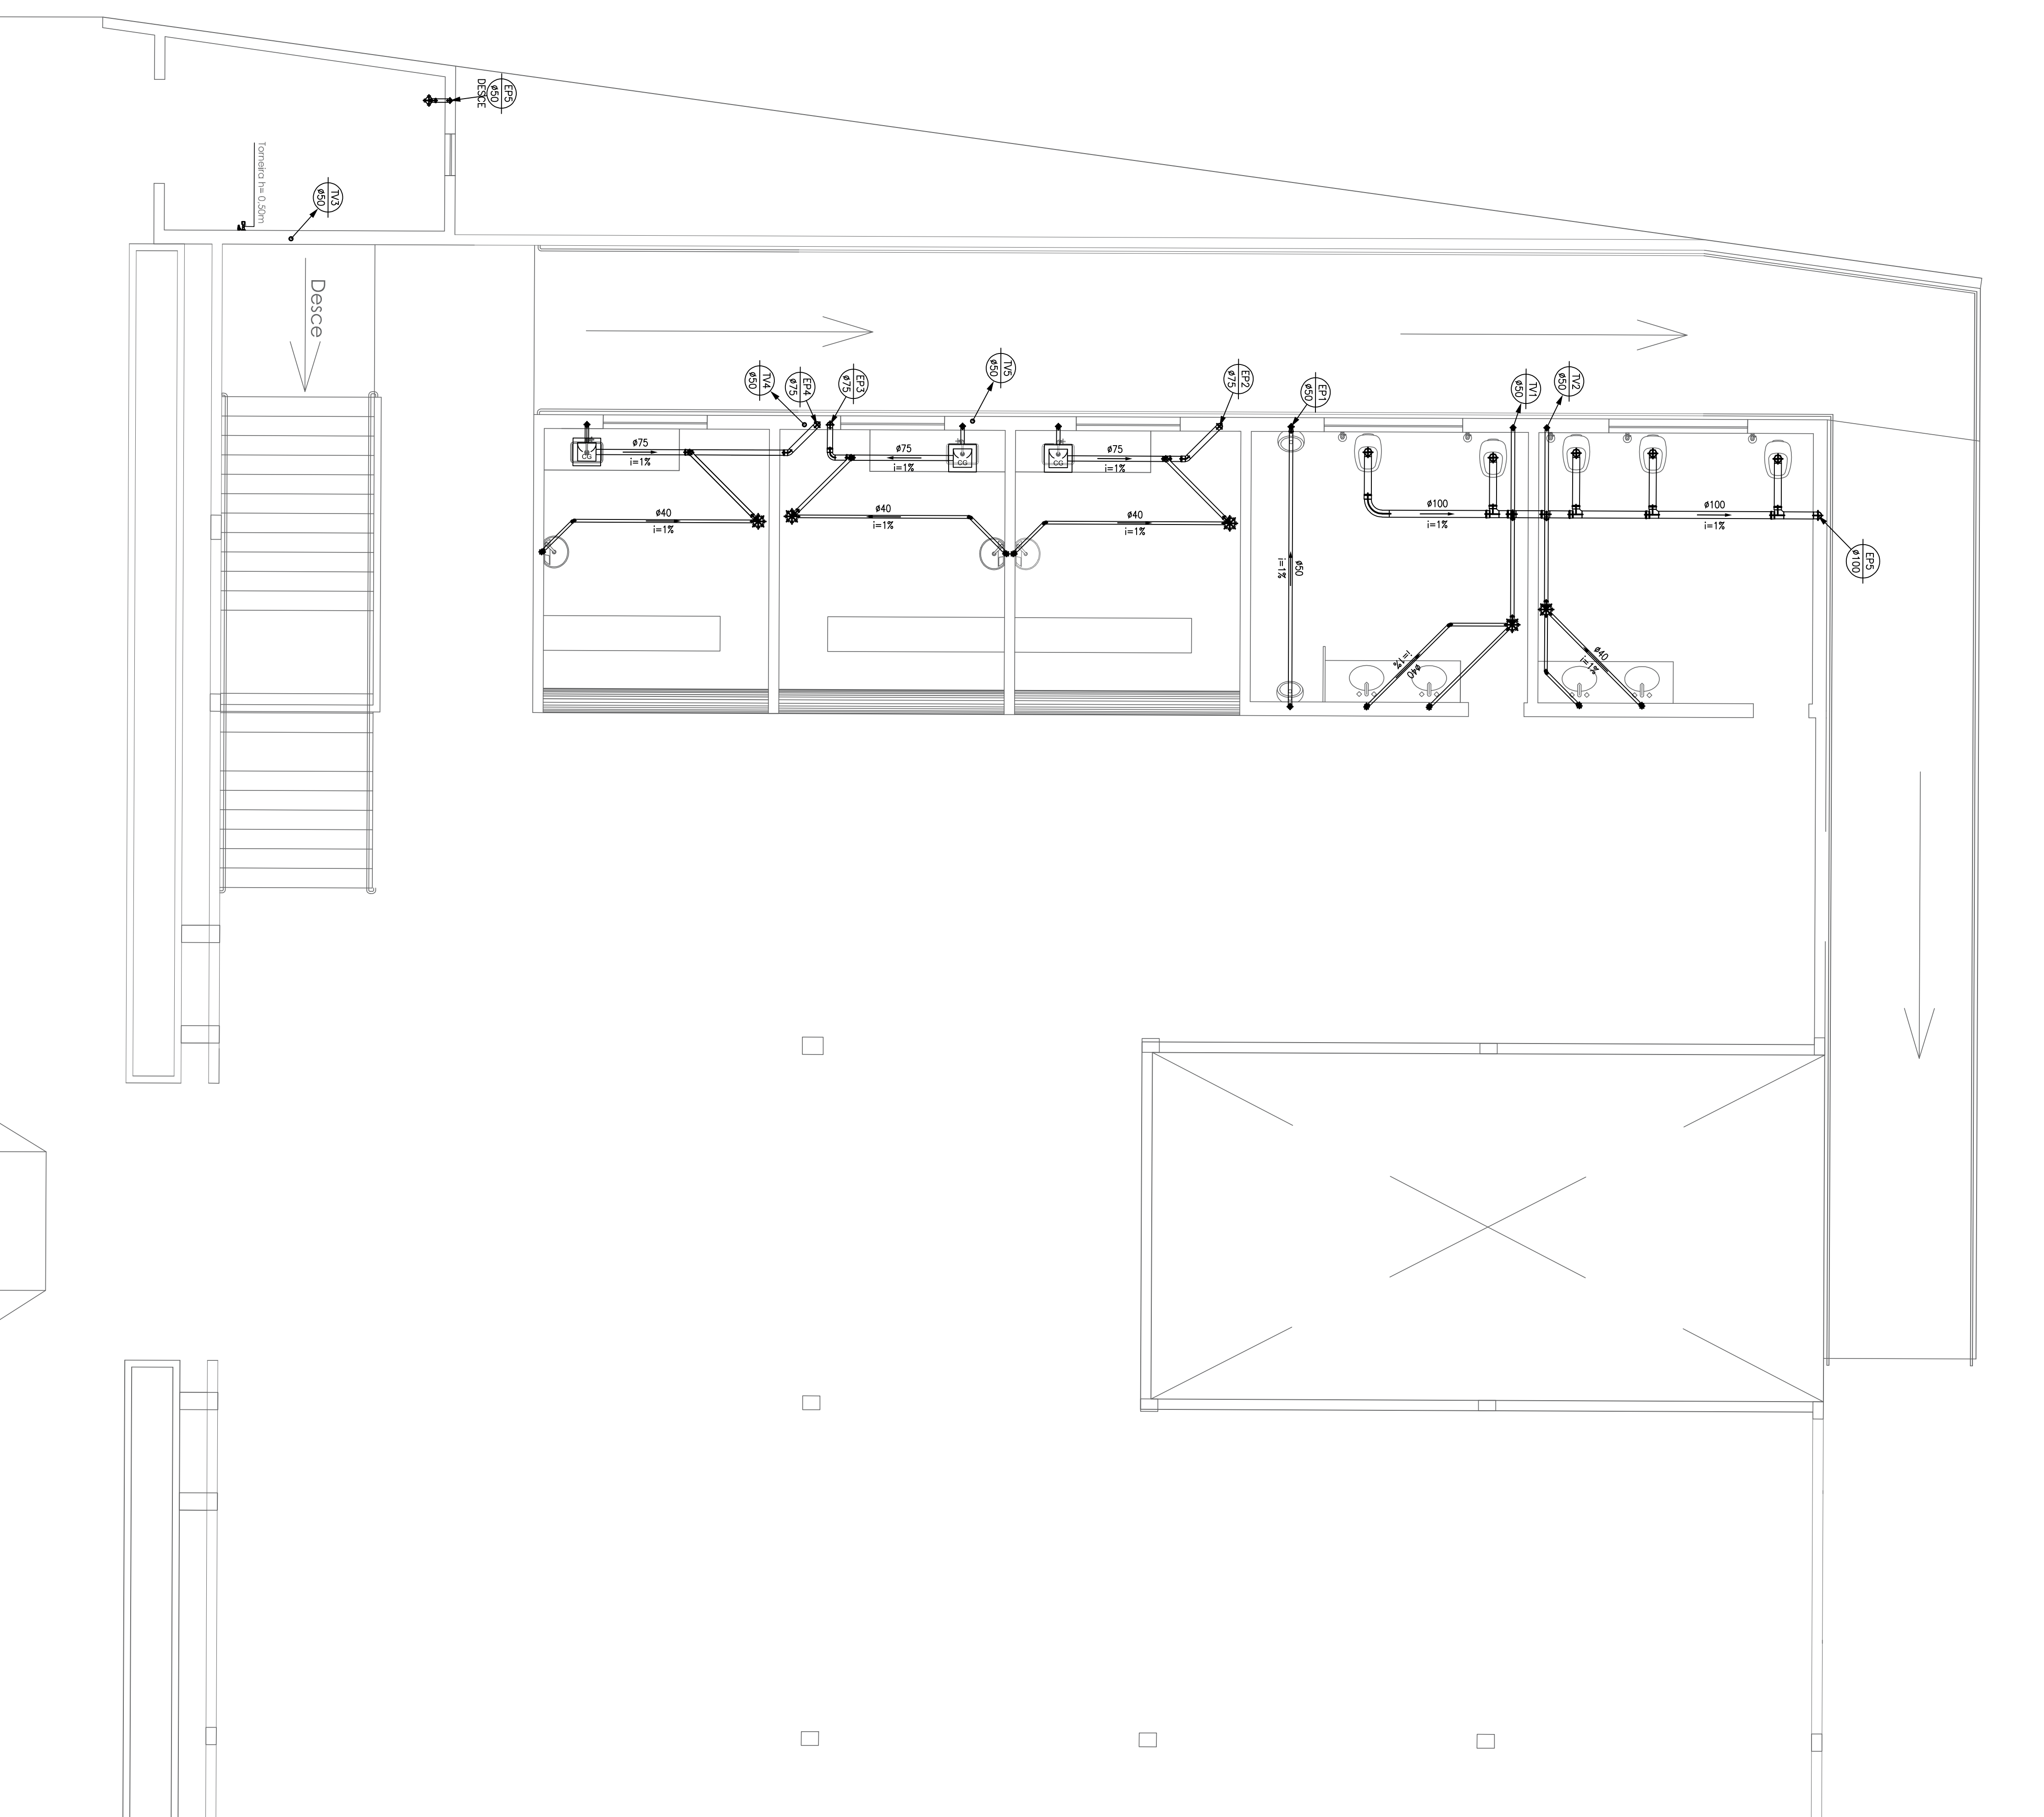 EP5
ø50
DESCE
TV3
ø50
Torneira h= 0.50m
Desce
TV4
ø50
EP4
ø75
EP3
ø75
TV5
ø50
EP2
ø75
EP1
ø50
TV1
ø50
TV2
ø50
CG
ø75
i=1%
ø75
i=1%
CG
CG
ø75
i=1%
ø40
i=1%
ø40
i=1%
ø40
i=1%
ø50
i=1%
ø100
i=1%
ø100
i=1%
EP5
ø100
ø40
i=1%
ø40
i=1%